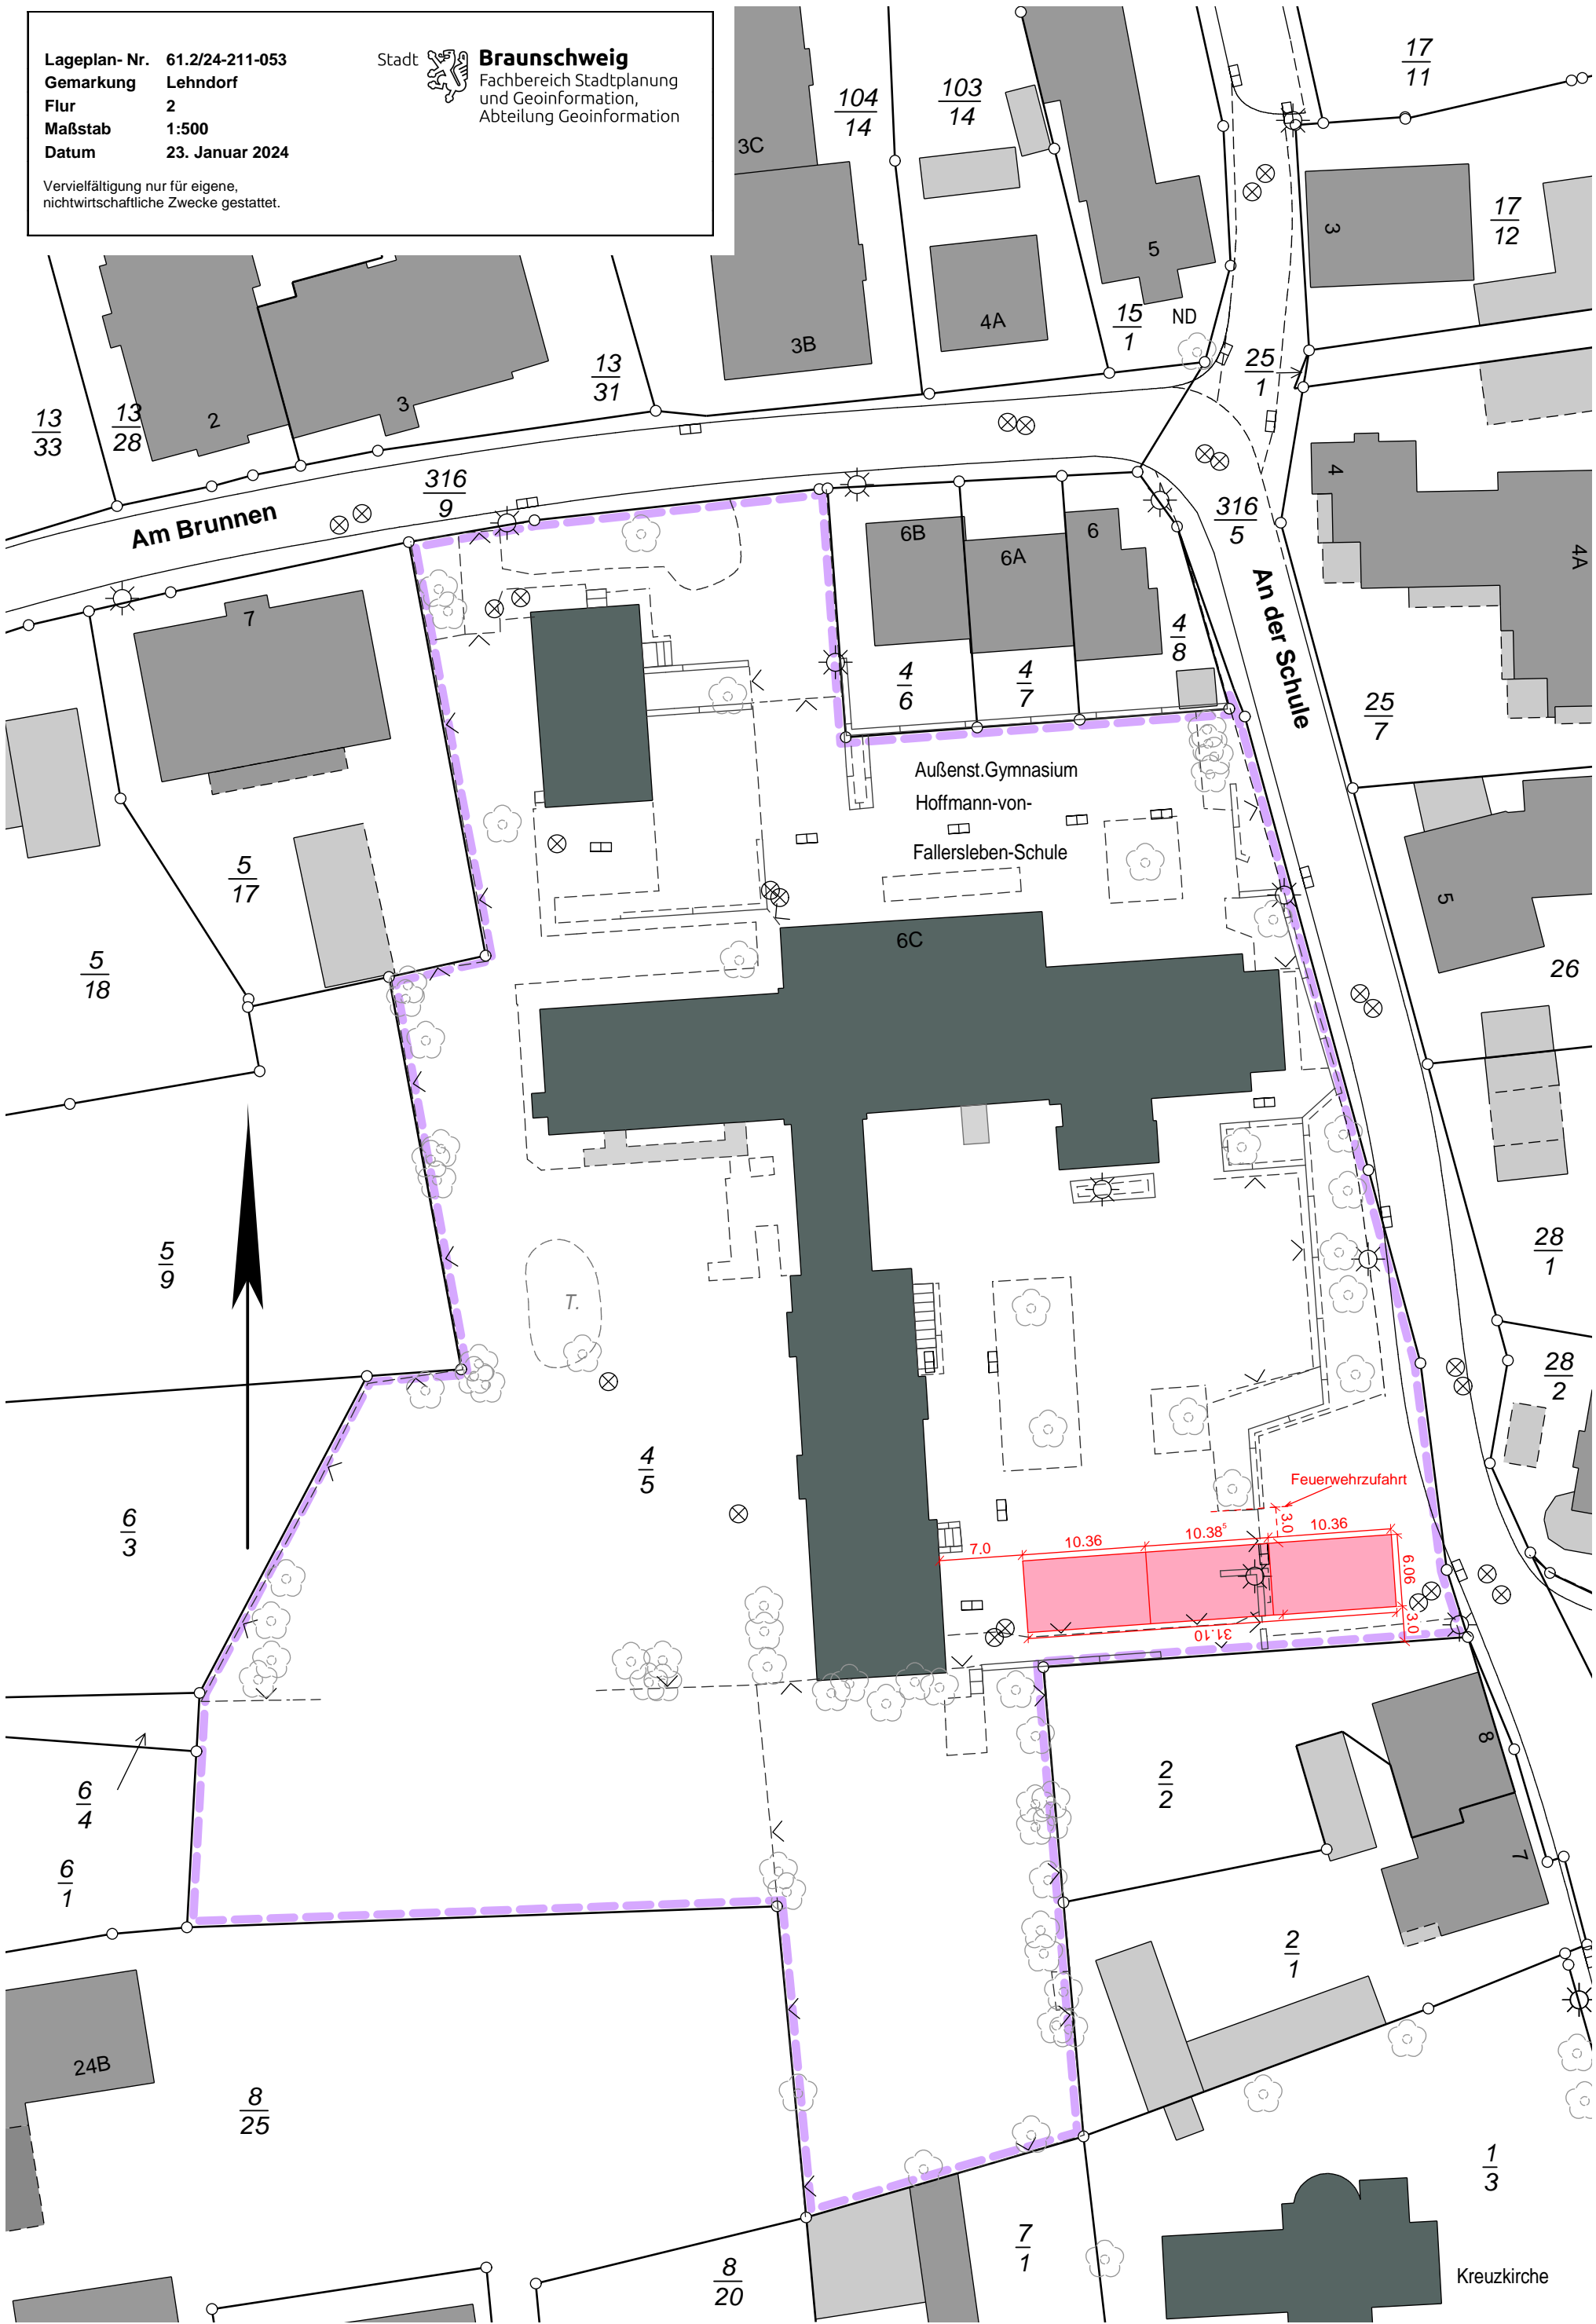 Lageplan- Nr. 61.2/24-211-053
Gemarkung Lehndorf
Flur 2
Maßstab 1:500
Datum 23. Januar 2024
Vervielfältigung nur für eigene,
nichtwirtschaftliche Zwecke gestattet.
Stadt Braunschweig
Fachbereich Stadtplanung
und Geoinformation,
Abteilung Geoinformation
17
11
104
14
103
14
3C
17
12
3
5
15
1
ND
4A
3B
25
1
13
31
13
33
13
28
2
3
316
9
Am Brunnen
4
316
5
6B
6A
6
4A
An der Schule
7
4
8
4
6
4
7
25
7
Außenst.Gymnasium
Hoffmann-von-
Fallersleben-Schule
5
17
5
5
18
6C
26
5
9
28
1
T.
28
2
4
5
Feuerwehrzufahrt
6
3
3.0
7.0
10.36
10.38⁵
10.36
6.06
3.0
31.10
8
2
2
6
4
7
6
1
2
1
24B
8
25
1
3
7
1
8
20
Kreuzkirche